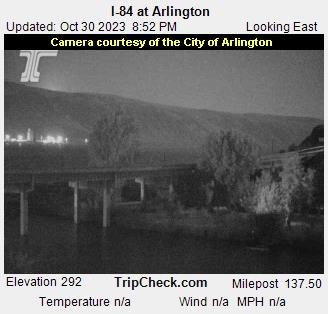 I-84 at Arlington
Updated: Oct 30 2023 8:52 PM Looking East
Camera courtesy of the City of Arlington
Elevation 292 TripCheck.com Milepost 137.50
Temperature n/a Wind n/a MPH n/a